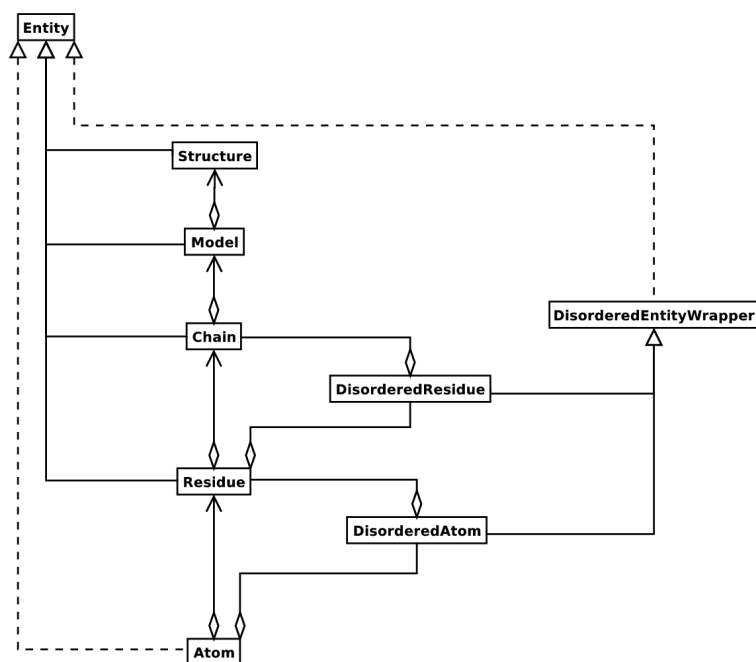 Entity
Structure
Model
DisorderedEntityWrapper
Chain
DisorderedResidue
Residue
DisorderedAtom
Atom